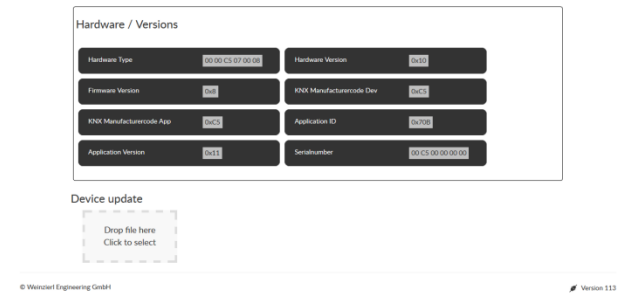 Hardware / Versions
Hardware Type 00 00 C5 07 00 08 Hardware Version 0x10
Firmware Version 0x8 KNX Manufacturercode Dev 0xC5
KNX Manufacturercode App 0xC5 Application ID 0x70B
Application Version 0x11 Serialnumber 00 C5 00 00 00 00
Device update
Drop file here
Click to select
© Weinzierl Engineering GmbH Version 113